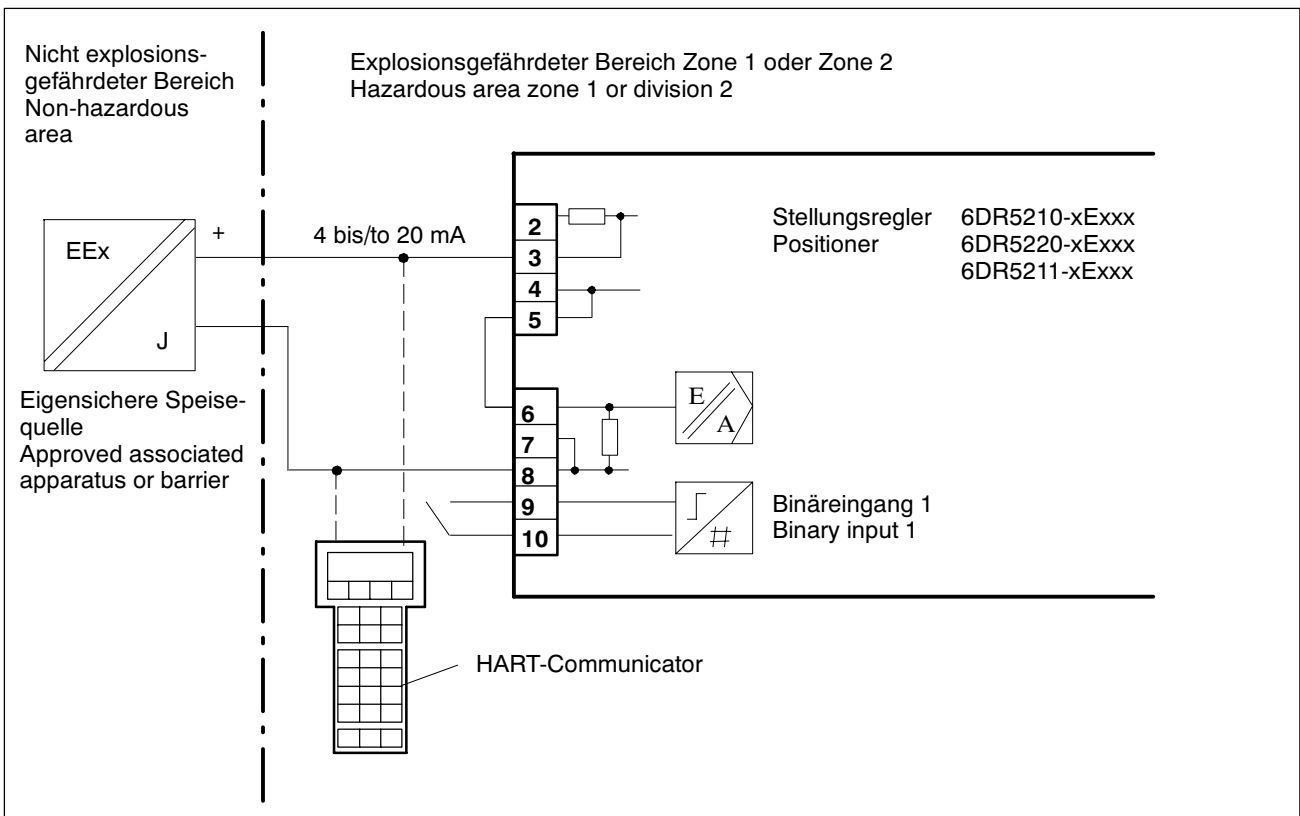 Nicht explosions-
gefährdeter Bereich
Non-hazardous
area
Explosionsgefährdeter Bereich Zone 1 oder Zone 2
Hazardous area zone 1 or division 2
EEx
J
+
4 bis/to 20 mA
Eigensichere Speise-
quelle
Approved associated
apparatus or barrier
2
3
4
5
6
7
8
9
10
Stellungsregler 6DR5210-xExxx
Positioner 6DR5220-xExxx
6DR5211-xExxx
E
A
#
Binäreingang 1
Binary input 1
HART-Communicator